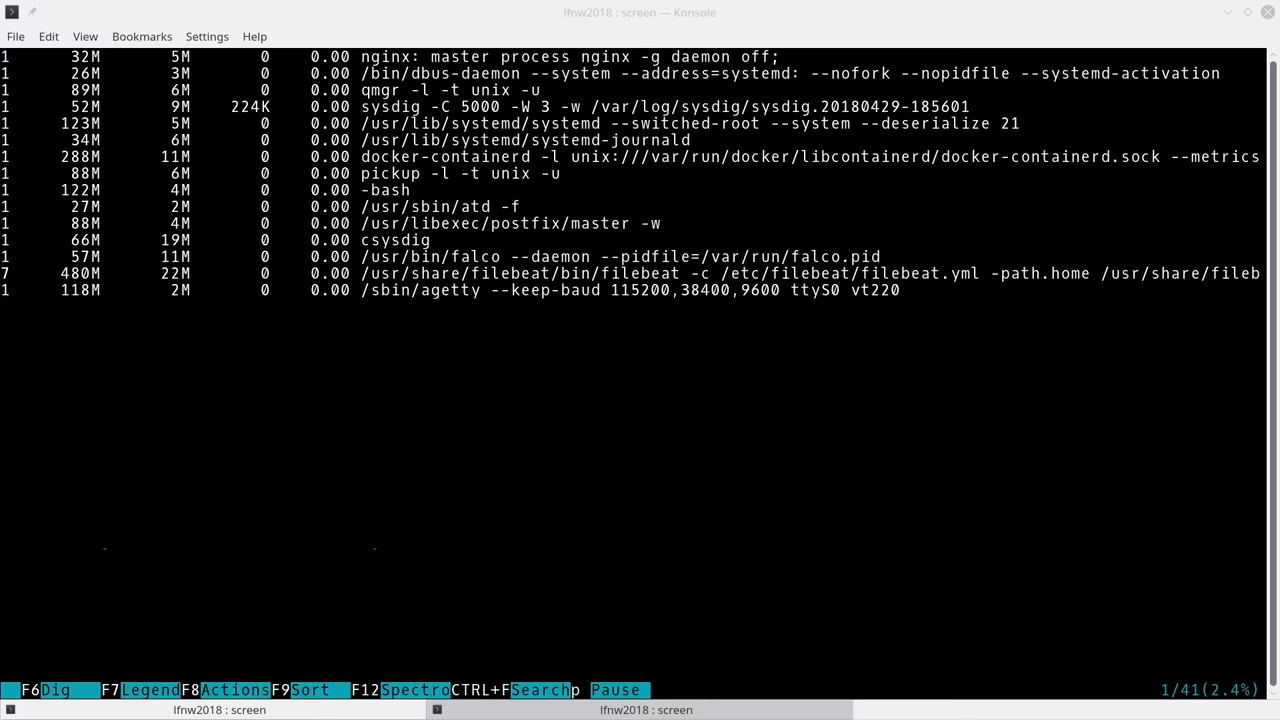 lfnw2018 : screen — Konsole
File Edit View Bookmarks Settings Help
1 32M 5M 0 0.00 nginx: master process nginx -g daemon off;
1 26M 3M 0 0.00 /bin/dbus-daemon --system --address=systemd: --nofork --nopidfile --systemd-activation
1 89M 6M 0 0.00 qmgr -l -t unix -u
1 52M 9M 224K 0.00 sysdig -C 5000 -W 3 -w /var/log/sysdig/sysdig.20180429-185601
1 123M 5M 0 0.00 /usr/lib/systemd/systemd --switched-root --system --deserialize 21
1 34M 6M 0 0.00 /usr/lib/systemd/systemd-journald
1 288M 11M 0 0.00 docker-containerd -l unix:///var/run/docker/libcontainerd/docker-containerd.sock --metrics
1 88M 6M 0 0.00 pickup -l -t unix -u
1 122M 4M 0 0.00 -bash
1 27M 2M 0 0.00 /usr/sbin/atd -f
1 88M 4M 0 0.00 /usr/libexec/postfix/master -w
1 66M 19M 0 0.00 csysdig
1 57M 11M 0 0.00 /usr/bin/falco --daemon --pidfile=/var/run/falco.pid
7 480M 22M 0 0.00 /usr/share/filebeat/bin/filebeat -c /etc/filebeat/filebeat.yml -path.home /usr/share/fileb
1 118M 2M 0 0.00 /sbin/agetty --keep-baud 115200,38400,9600 ttyS0 vt220
F6Dig F7LegendF8ActionsF9Sort F12SpectroCTRL+FSearchp Pause 1/41(2.4%)
lfnw2018 : screen lfnw2018 : screen